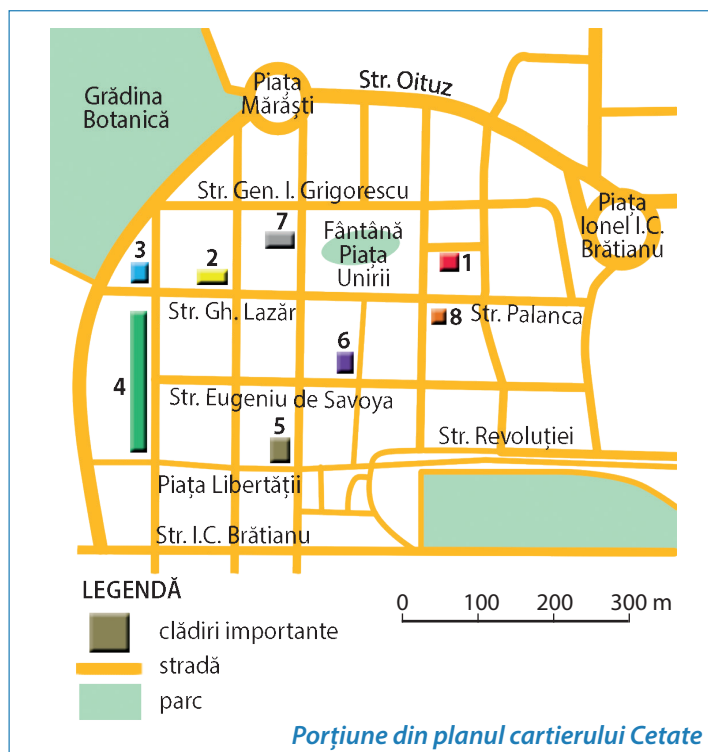 Grădina
Botanică
Piața
Mărăști
Str. Oituz
Str. Gen. I. Grigorescu
Piața
Ionel I.C.
Brătianu
7
Fântână
Piața
Unirii
3
2
1
Str. Gh. Lazăr
8
Str. Palanca
6
4
Str. Eugeniu de Savoya
5
Str. Revoluției
Piața Libertății
Str. I.C. Brătianu
LEGENDĂ
clădiri importante
stradă
parc
0 100 200 300 m
Porțiune din planul cartierului Cetate